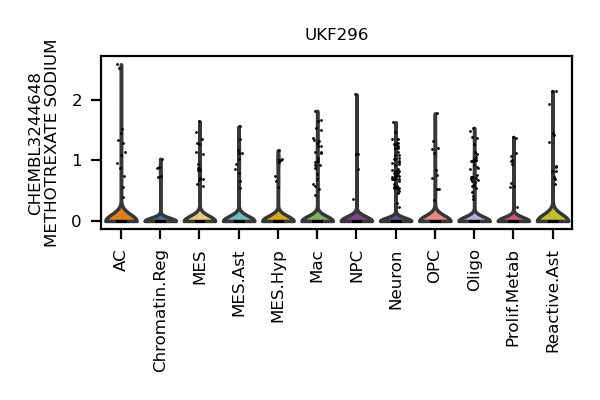 UKF296
CHEMBL3244648
METHOTREXATE SODIUM
2
1
0
AC
Chromatin.Reg
MES
MES.Ast
MES.Hyp
Mac
NPC
Neuron
OPC
Oligo
Prolif.Metab
Reactive.Ast